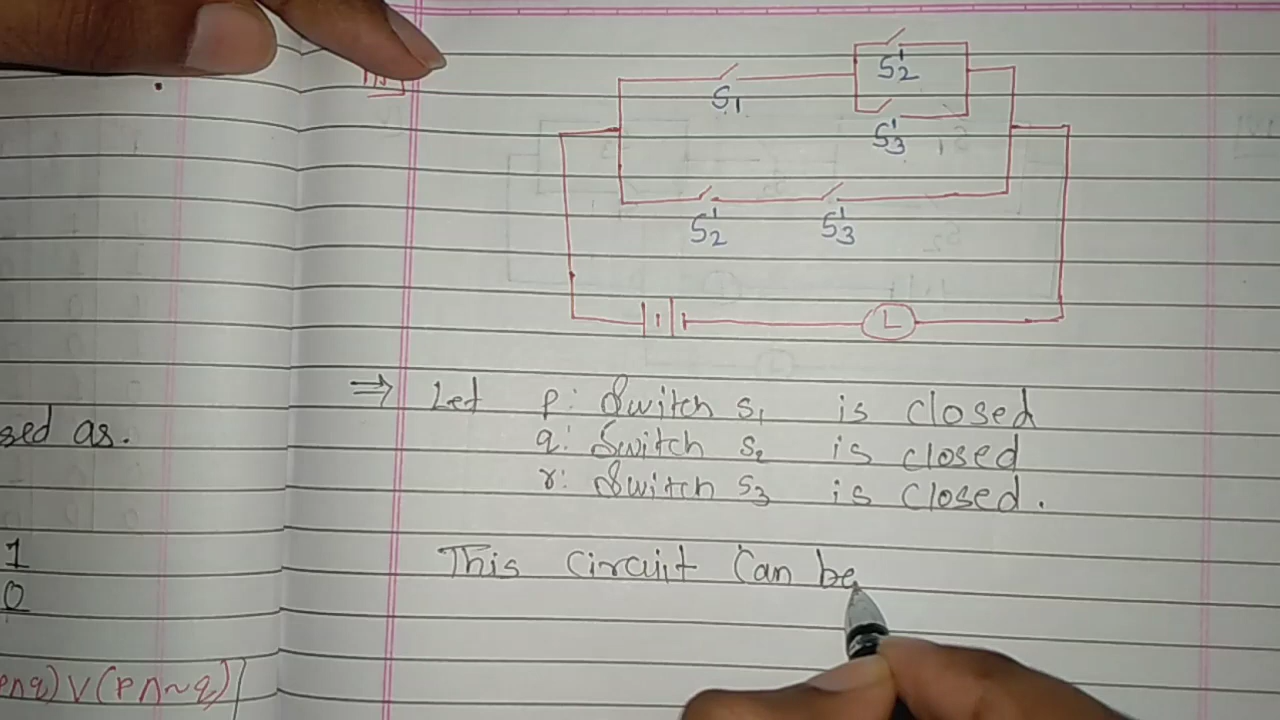 S₁
S₂'
S₃'
S₂' S₃'
L
⇒ Let p: Switch S₁ is closed
q: Switch S₂ is closed
r: Switch S₃ is closed.
This Circuit Can be
sed as.
1
0
p∧q) ∨ (p∧~q)